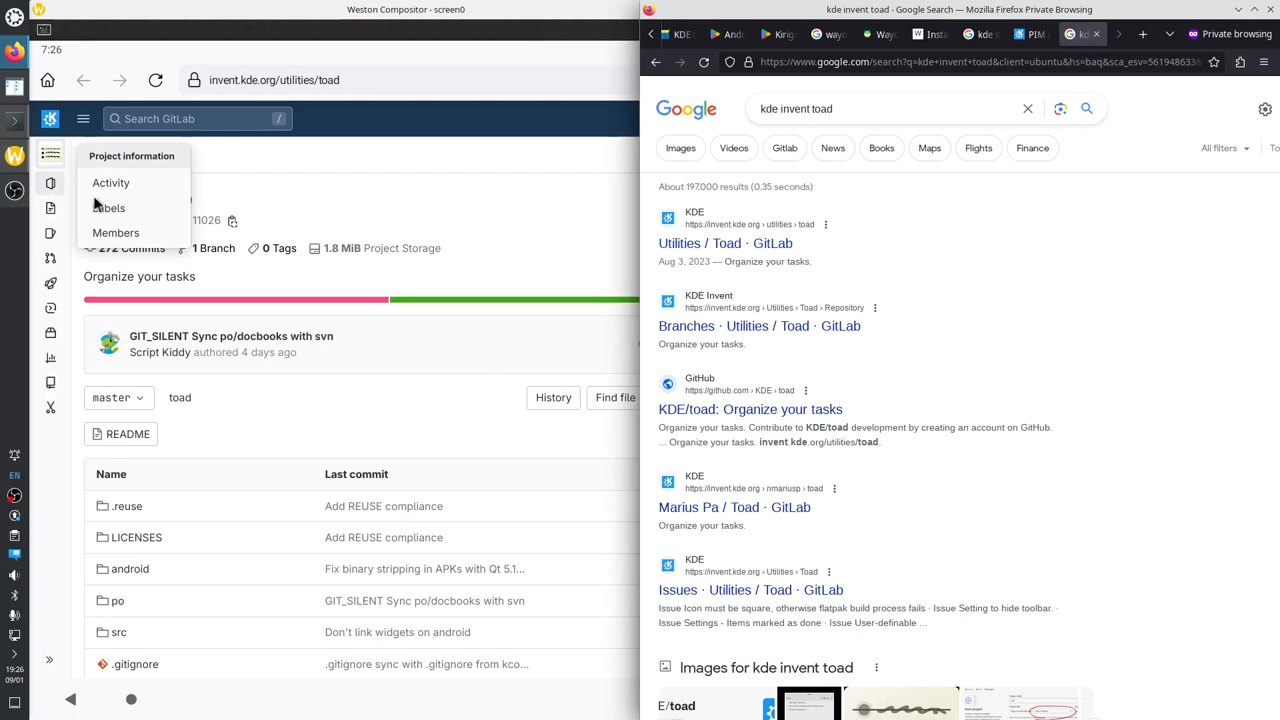 Weston Compositor - screen0
7:26
invent.kde.org/utilities/toad
Search GitLab
/
Project information
Activity
Labels
Members
11026
272 Commits
1 Branch
0 Tags
1.8 MiB Project Storage
Organize your tasks
GIT_SILENT Sync po/docbooks with svn
Script Kiddy authored 4 days ago
master
toad
History
Find file
README
Name
Last commit
.reuse
Add REUSE compliance
LICENSES
Add REUSE compliance
android
Fix binary stripping in APKs with Qt 5.1...
po
GIT_SILENT Sync po/docbooks with svn
src
Don't link widgets on android
.gitignore
.gitignore sync with .gitignore from kco...
EN
19:26
09/01
kde invent toad - Google Search — Mozilla Firefox Private Browsing
KDE
Andr
Kirig
wayd
Wayd
Insta
kde in
PIM
Private browsing
https://www.google.com/search?q=kde+invent+toad&client=ubuntu&hs=baq&sca_esv=561948633&
Google
kde invent toad
Images
Videos
Gitlab
News
Books
Maps
Flights
Finance
All filters
To
About 197,000 results (0.35 seconds)
KDE
https://invent.kde.org › utilities › toad
Utilities / Toad · GitLab
Aug 3, 2023 — Organize your tasks.
KDE Invent
https://invent.kde.org › Utilities › Toad › Repository
Branches · Utilities / Toad · GitLab
Organize your tasks.
GitHub
https://github.com › KDE › toad
KDE/toad: Organize your tasks
Organize your tasks. Contribute to KDE/toad development by creating an account on GitHub.
... Organize your tasks. invent.kde.org/utilities/toad.
KDE
https://invent.kde.org › nmariusp › toad
Marius Pa / Toad · GitLab
Organize your tasks.
KDE
https://invent.kde.org › Utilities › Toad
Issues · Utilities / Toad · GitLab
Issue Icon must be square, otherwise flatpak build process fails · Issue Setting to hide toolbar. ·
Issue Settings - Items marked as done · Issue User-definable ...
Images for kde invent toad
E/toad